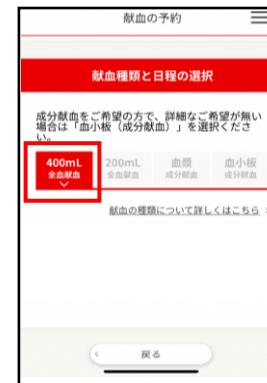 献血の予約
献血種類と日程の選択
成分献血をご希望の方で、詳細なご希望が無い
場合は「血小板（成分献血）」を選択くださ
い。
400mL 200mL 血漿 血小板
全血献血 全血献血 成分献血 成分献血
献血の種類について詳しくはこちら
戻る